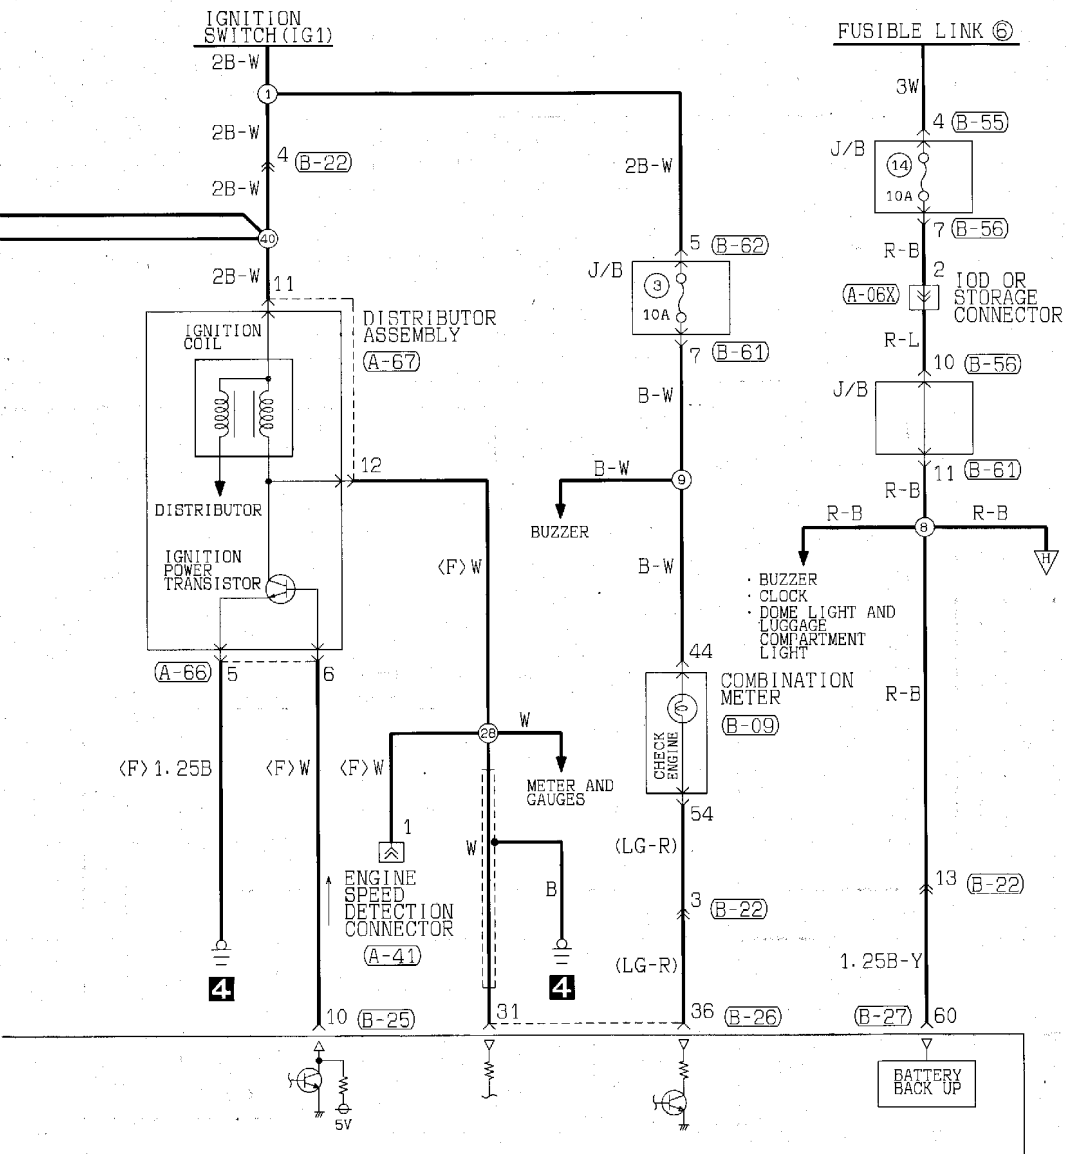 IGNITION
SWITCH(IG1)
FUSIBLE LINK ⑥
2B-W
3W
1
4 (B-55)
2B-W
J/B
4 (B-22)
14
2B-W
2B-W
10A
7 (B-56)
40
5 (B-62)
R-B
2B-W
11
J/B
2
IOD OR
STORAGE
CONNECTOR
3
(A-06X)
10A
DISTRIBUTOR
ASSEMBLY
(A-67)
IGNITION
COIL
R-L
7 (B-61)
10 (B-56)
B-W
J/B
12
B-W
9
11 (B-61)
R-B
DISTRIBUTOR
R-B
8
R-B
BUZZER
IGNITION
POWER
TRANSISTOR
<F>W
B-W
H
· BUZZER
· CLOCK
· DOME LIGHT AND
LUGGAGE
COMPARTMENT
LIGHT
(A-66)
5
6
44
COMBINATION
METER
(B-09)
R-B
28
W
CHECK
ENGINE
<F>1.25B
<F>W
<F>W
METER AND
GAUGES
54
1
W
(LG-R)
ENGINE
SPEED
DETECTION
CONNECTOR
(A-41)
B
13 (B-22)
3 (B-22)
(LG-R)
1.25B-Y
4
4
10 (B-25)
31
36 (B-26)
(B-27) 60
BATTERY
BACK UP
5V